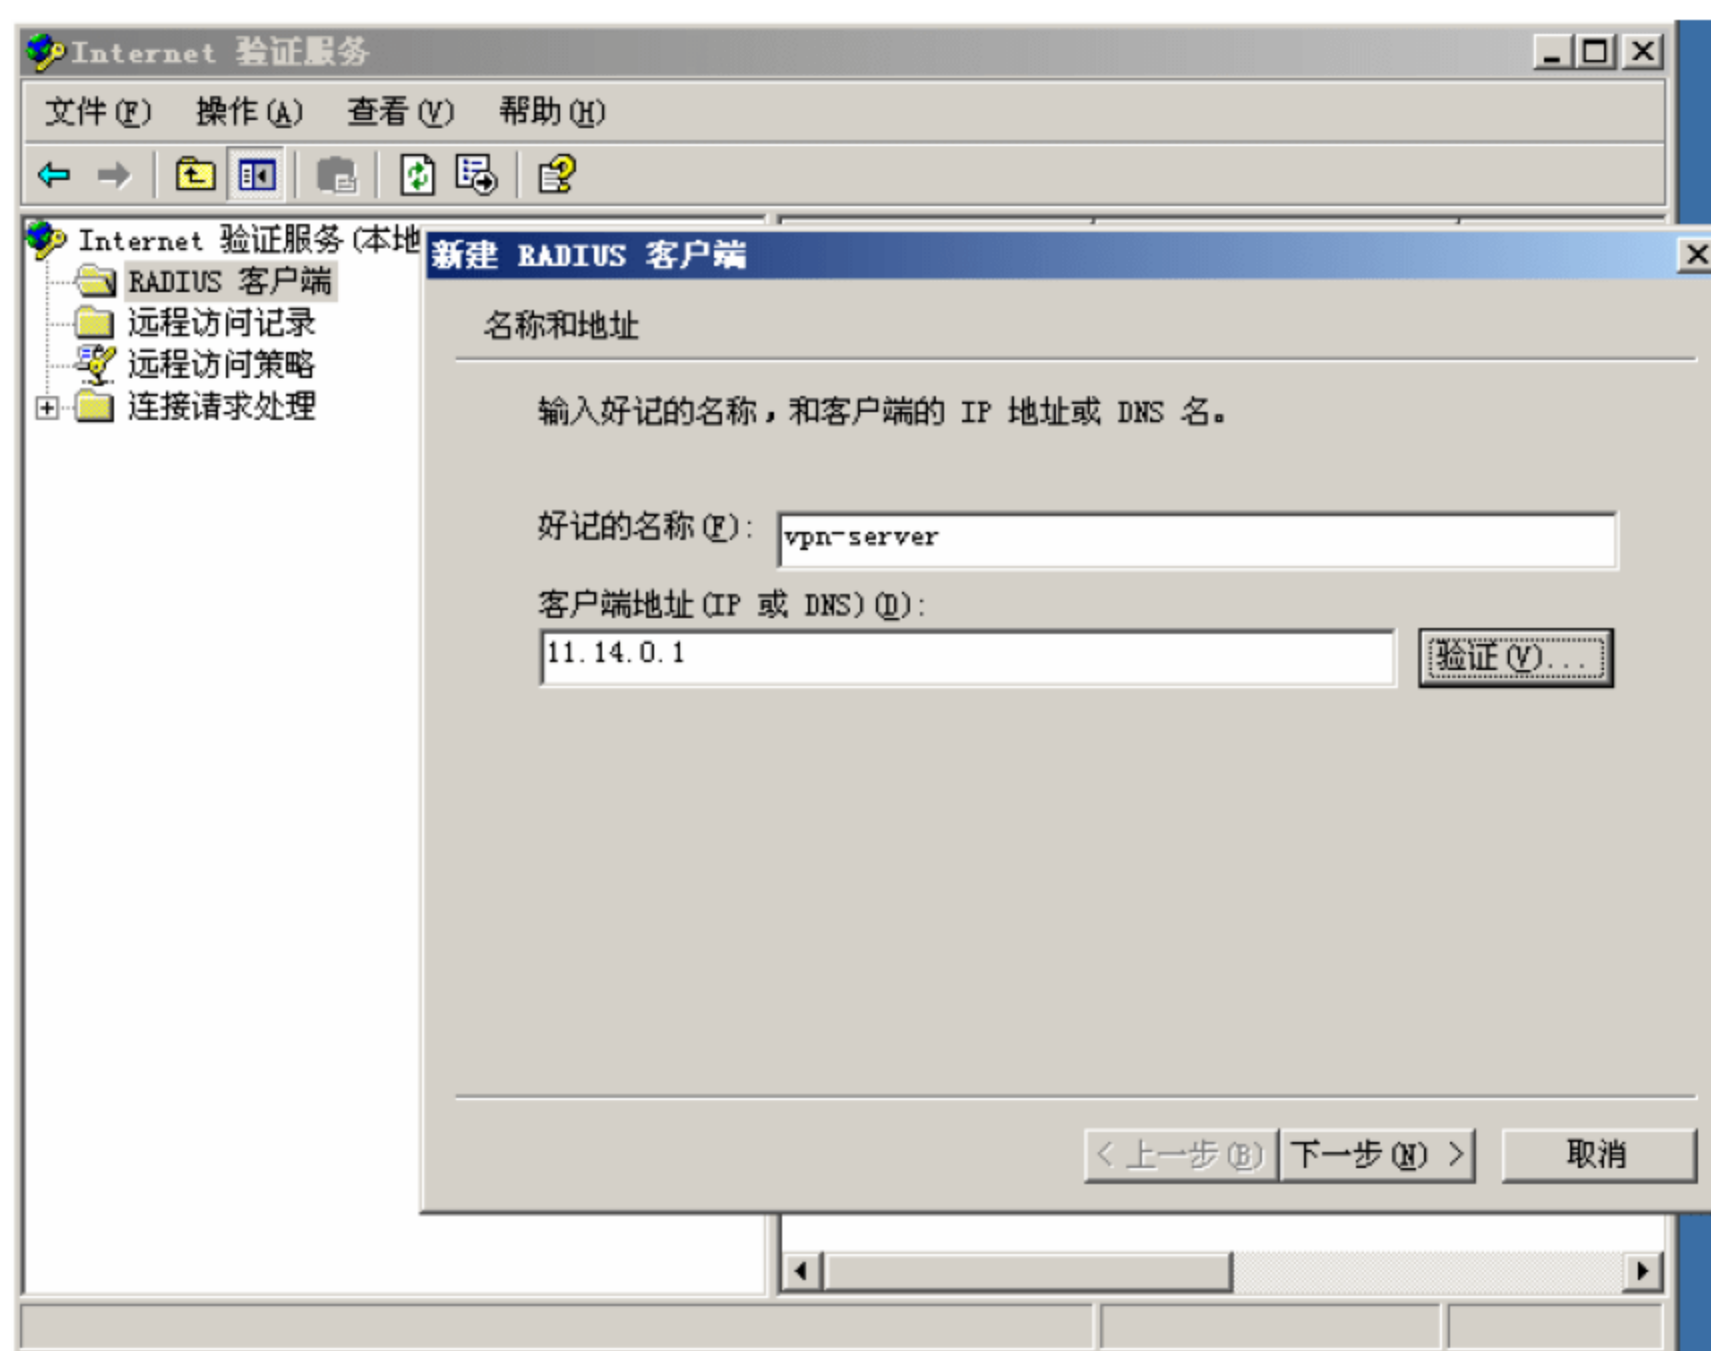 Internet 验证服务
文件(F) 操作(A) 查看(V) 帮助(H)
Internet 验证服务(本地
RADIUS 客户端
远程访问记录
远程访问策略
连接请求处理
新建 RADIUS 客户端
名称和地址
输入好记的名称，和客户端的 IP 地址或 DNS 名。
好记的名称(F): vpn-server
客户端地址(IP 或 DNS)(D):
11.14.0.1 验证(V)...
< 上一步(B) 下一步(N) > 取消